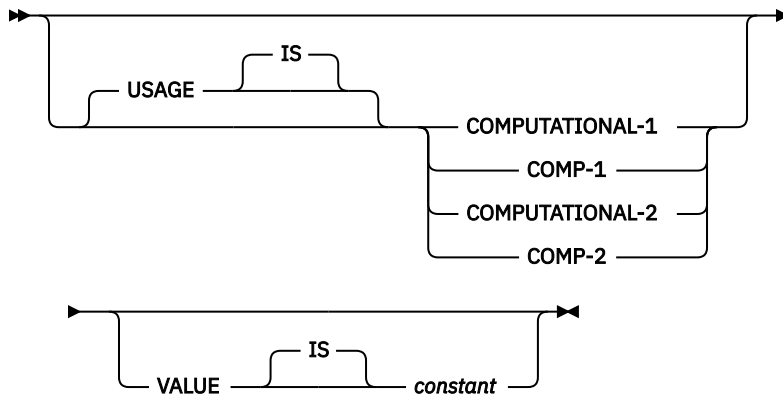 IS
USAGE
COMPUTATIONAL-1
COMP-1
COMPUTATIONAL-2
COMP-2
IS
VALUE constant